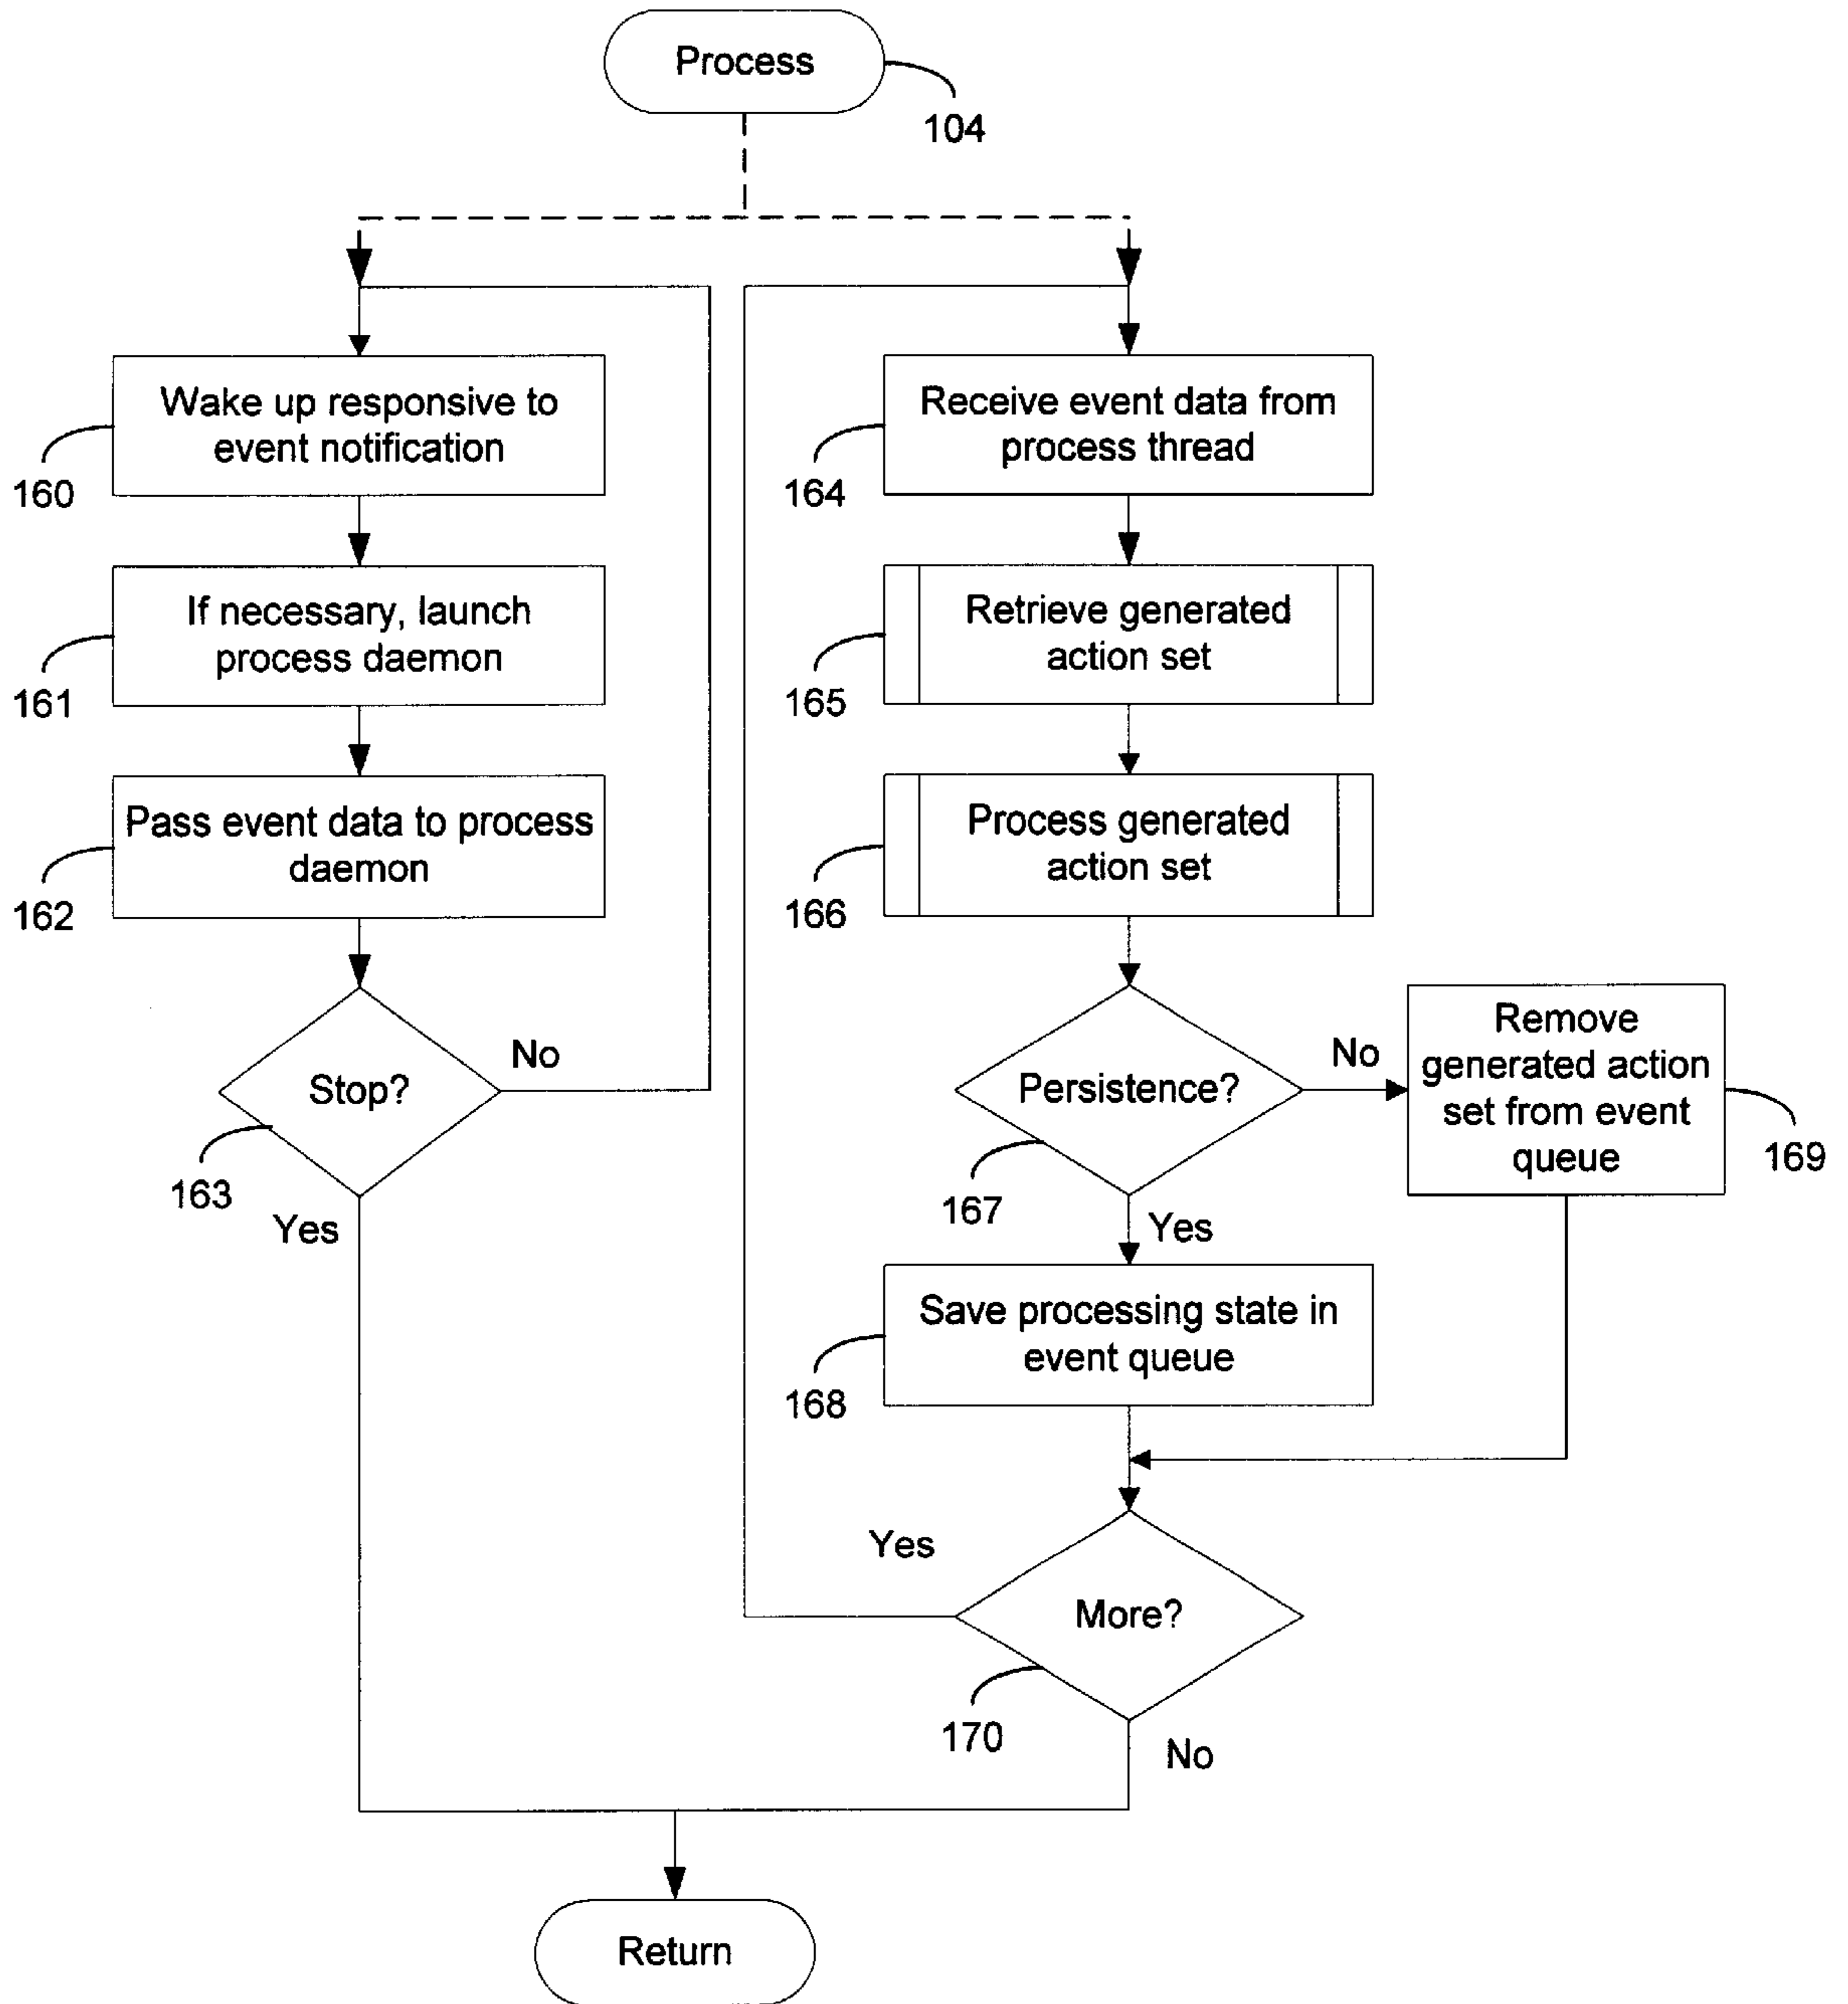 Process
104
Wake up responsive to
event notification
160
If necessary, launch
process daemon
161
Pass event data to process
daemon
162
Stop?
No
163
Yes
Receive event data from
process thread
164
Retrieve generated
action set
165
Process generated
action set
166
Persistence?
No
167
Yes
Remove
generated action
set from event
queue
169
Save processing state in
event queue
168
Yes
More?
170
No
Return